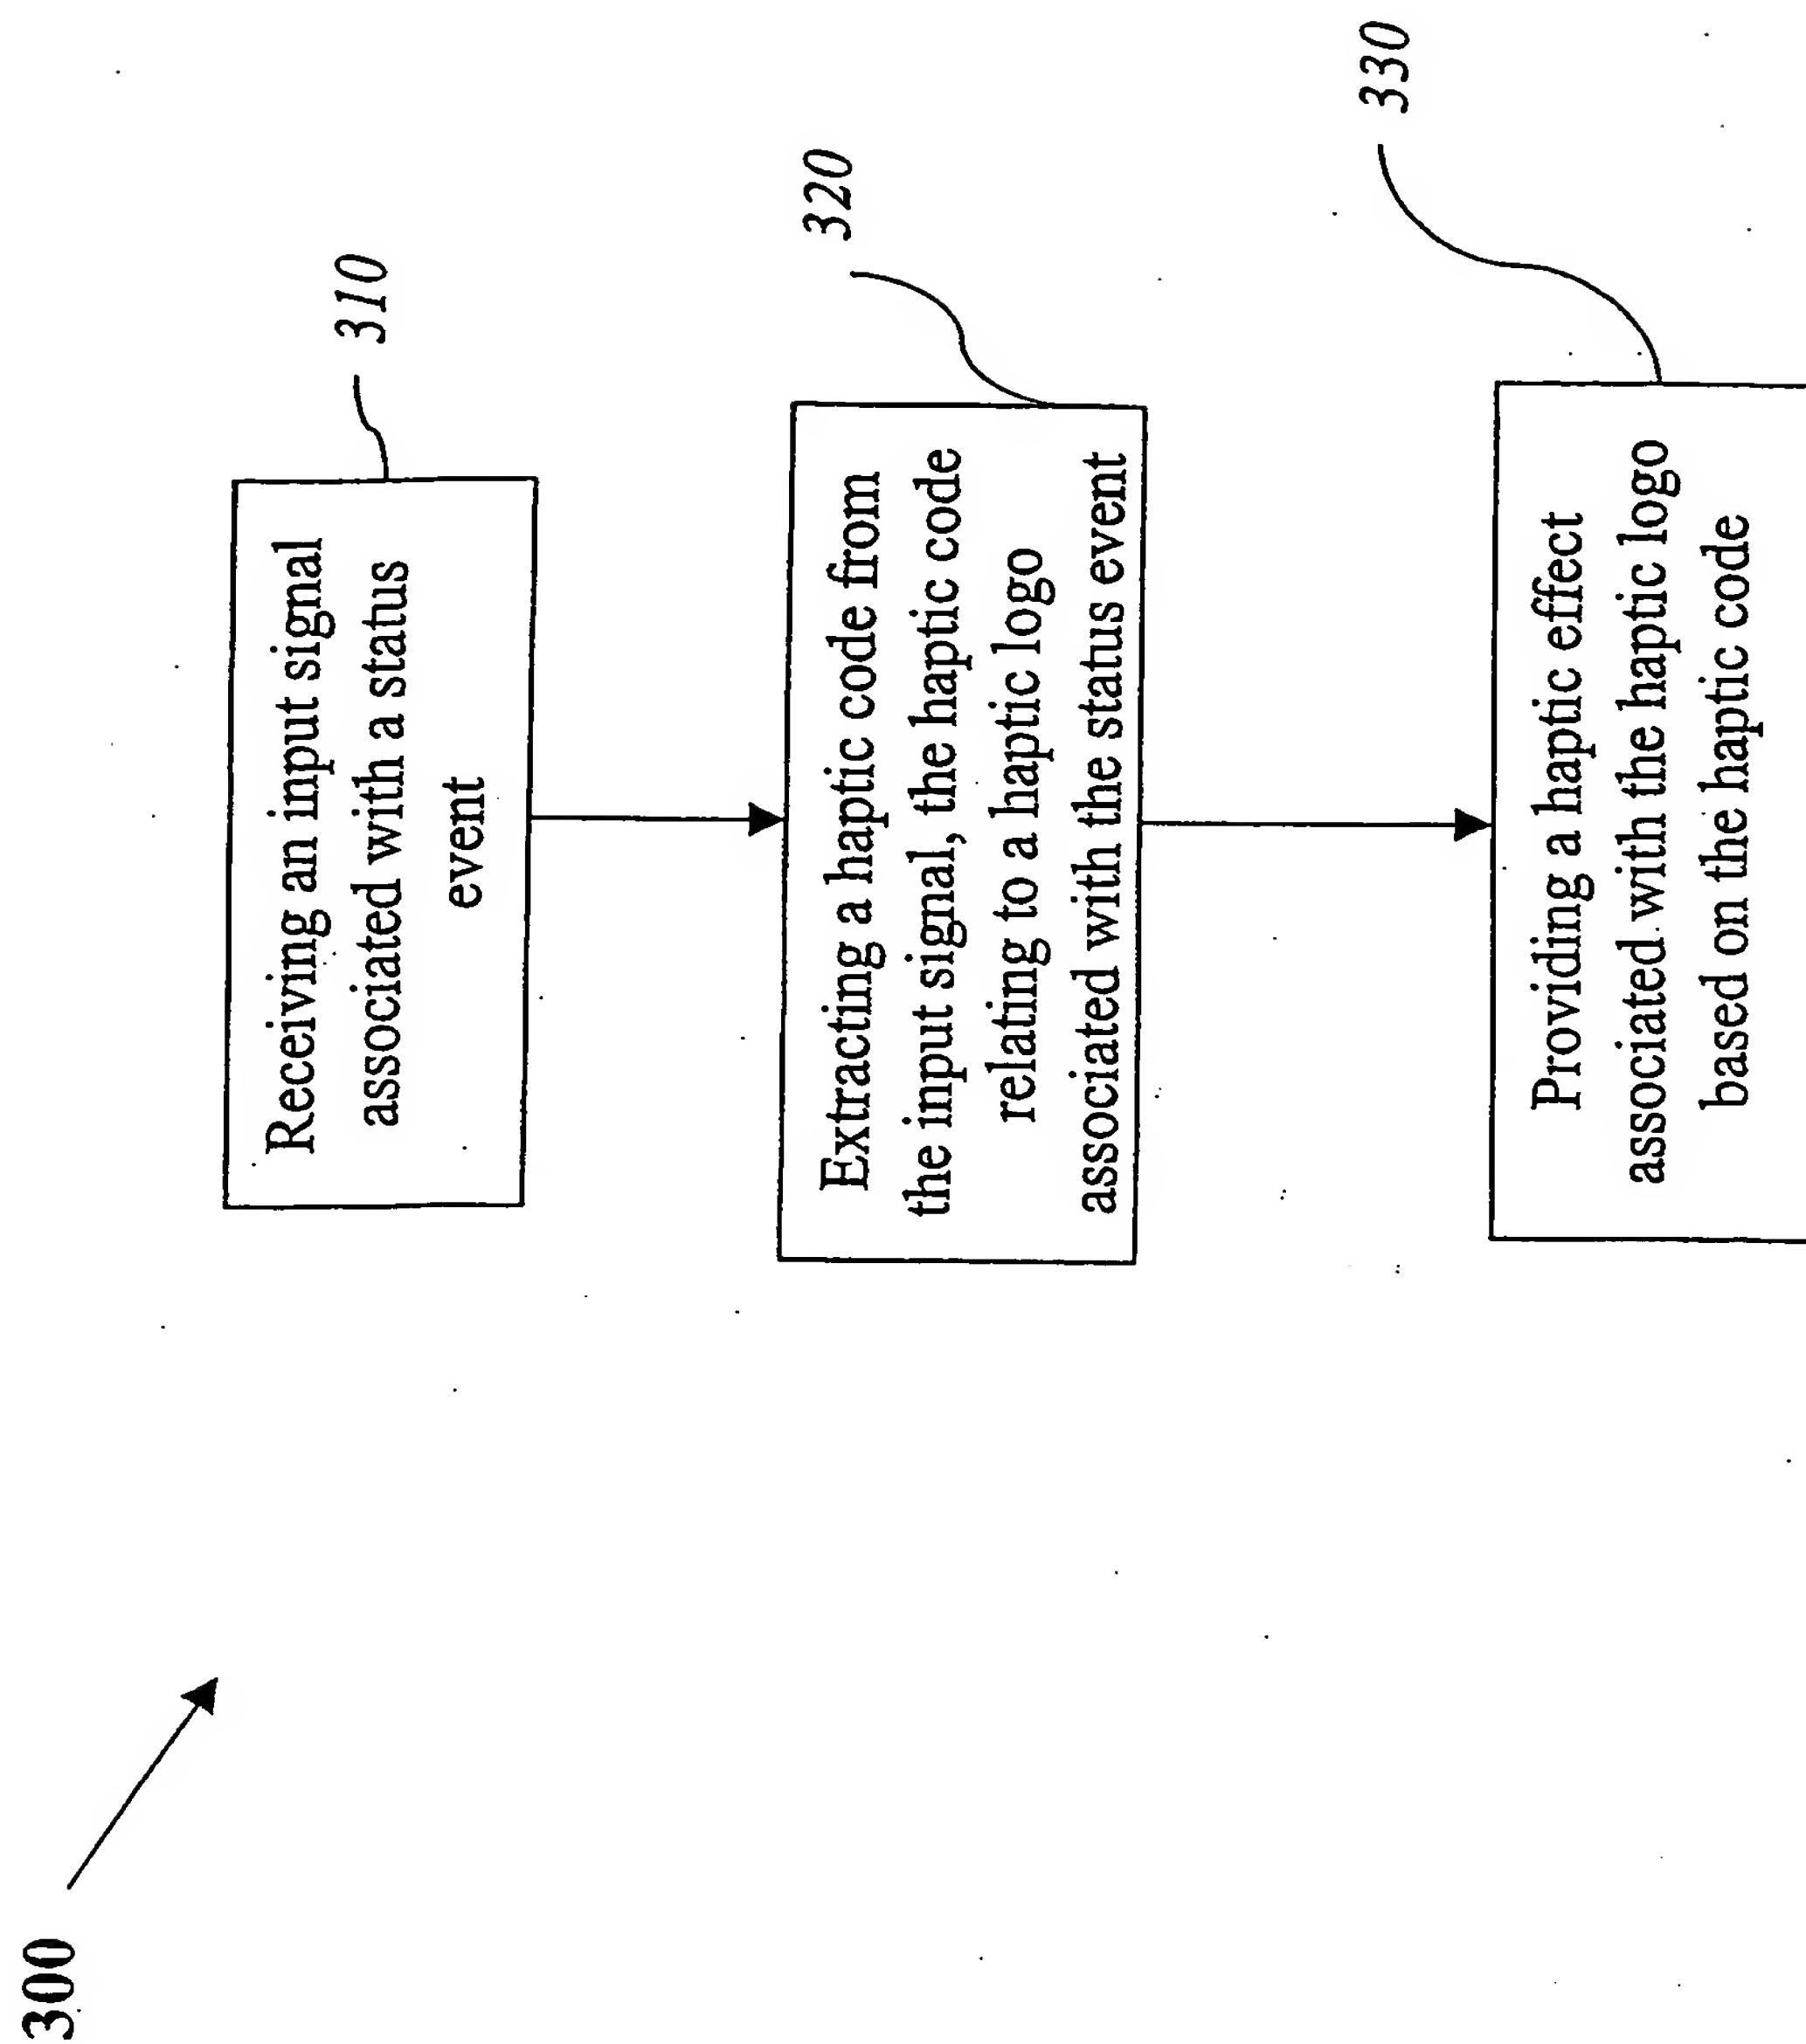 300
310
Receiving an input signal
associated with a status
event
320
Extracting a haptic code from
the input signal, the haptic code
relating to a haptic logo
associated with the status event
330
Providing a haptic effect
associated with the haptic logo
based on the haptic code